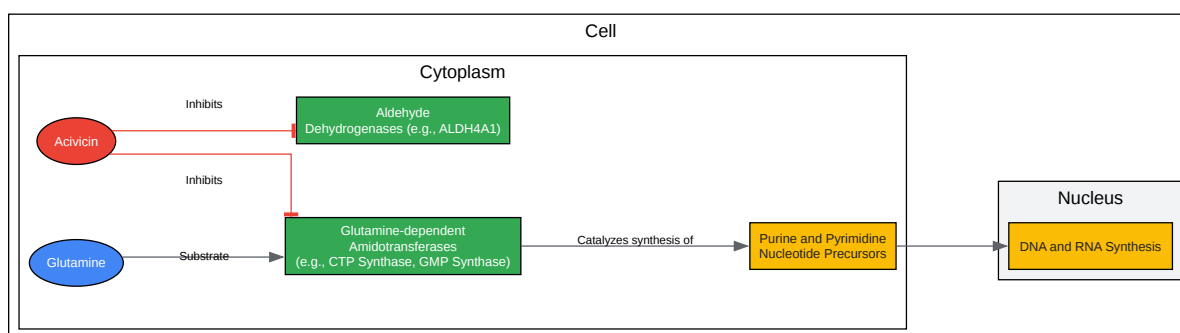 Cell
Cytoplasm
Inhibits
Aldehyde
Dehydrogenases (e.g., ALDH4A1)
Acivicin
Inhibits
Nucleus
Glutamine-dependent
Amidotransferases
(e.g., CTP Synthase, GMP Synthase)
Glutamine
Substrate
Catalyzes synthesis of
Purine and Pyrimidine
Nucleotide Precursors
DNA and RNA Synthesis